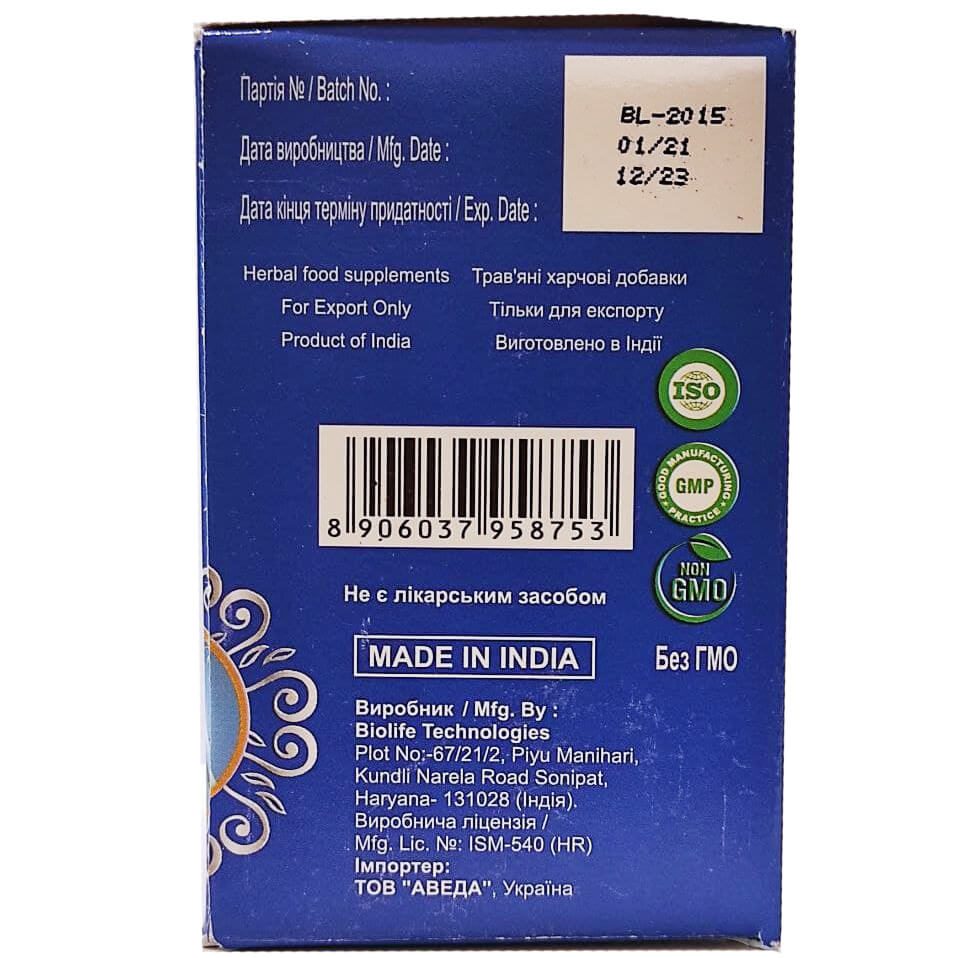 Партія № / Batch No. :
BL-2015
Дата виробництва / Mfg. Date :
01/21
Дата кінця терміну придатності / Exp. Date :
12/23
Herbal food supplements Трав'яні харчові добавки
For Export Only Тільки для експорту
Product of India Виготовлено в Індії
ISO
GOOD MANUFACTURING
GMP
PRACTICE
8 906037 958753
NON
GMO
Не є лікарським засобом
MADE IN INDIA
Без ГМО
Виробник / Mfg. By :
Biolife Technologies
Plot No:-67/21/2, Piyu Manihari,
Kundli Narela Road Sonipat,
Haryana- 131028 (Індія).
Виробнича ліцензія /
Mfg. Lic. №: ISM-540 (HR)
Імпортер:
ТОВ "АВЕДА", Україна